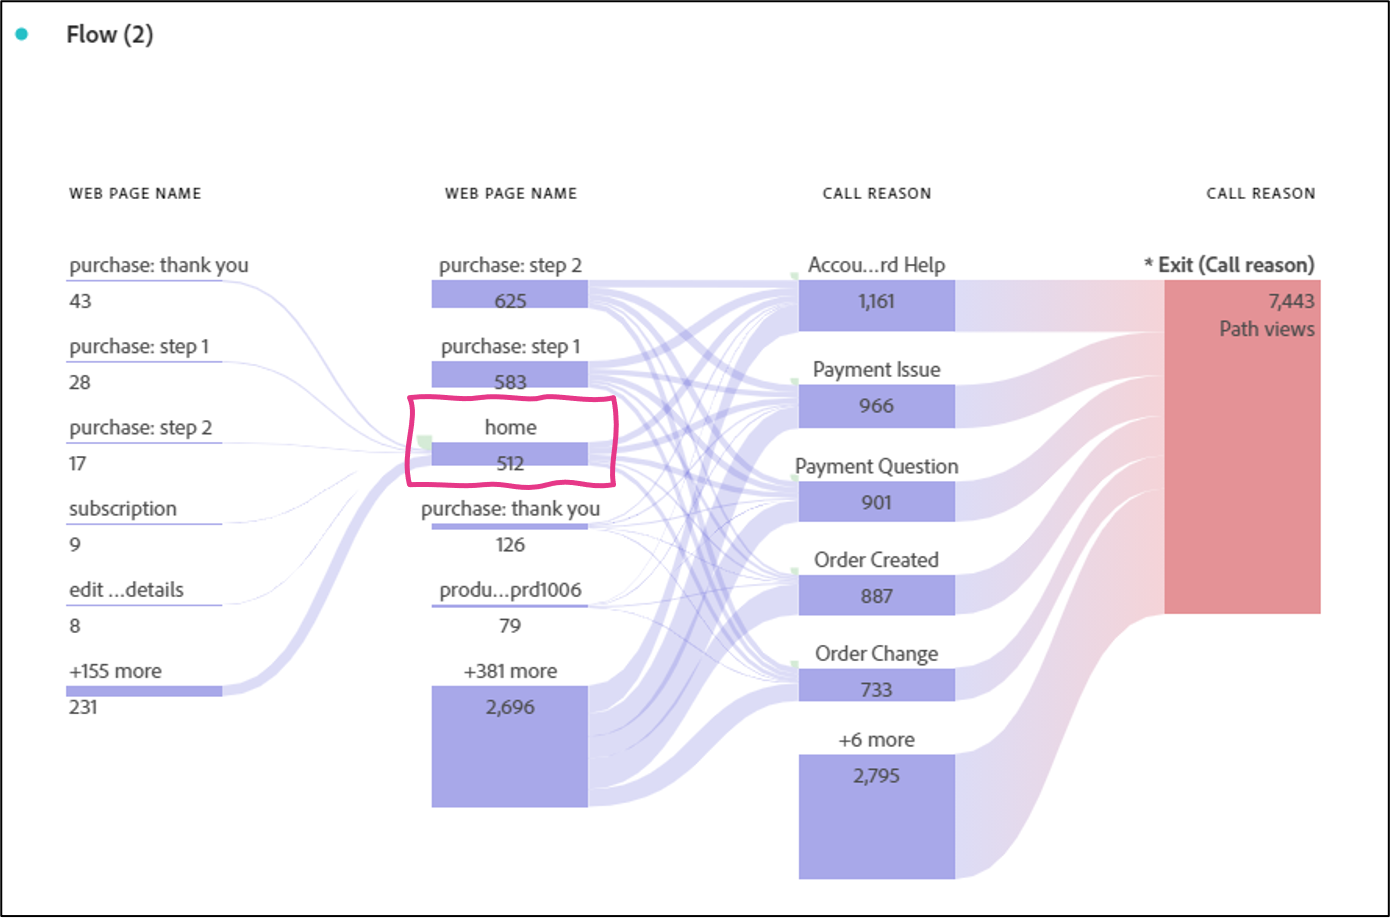 Flow (2)
WEB PAGE NAME
WEB PAGE NAME
CALL REASON
CALL REASON
purchase: thank you
43
purchase: step 1
28
purchase: step 2
17
subscription
9
edit ...details
8
+155 more
231
purchase: step 2
625
purchase: step 1
583
home
512
purchase: thank you
126
produ...prd1006
79
+381 more
2,696
Accou...rd Help
1,161
Payment Issue
966
Payment Question
901
Order Created
887
Order Change
733
+6 more
2,795
* Exit (Call reason)
7,443
Path views